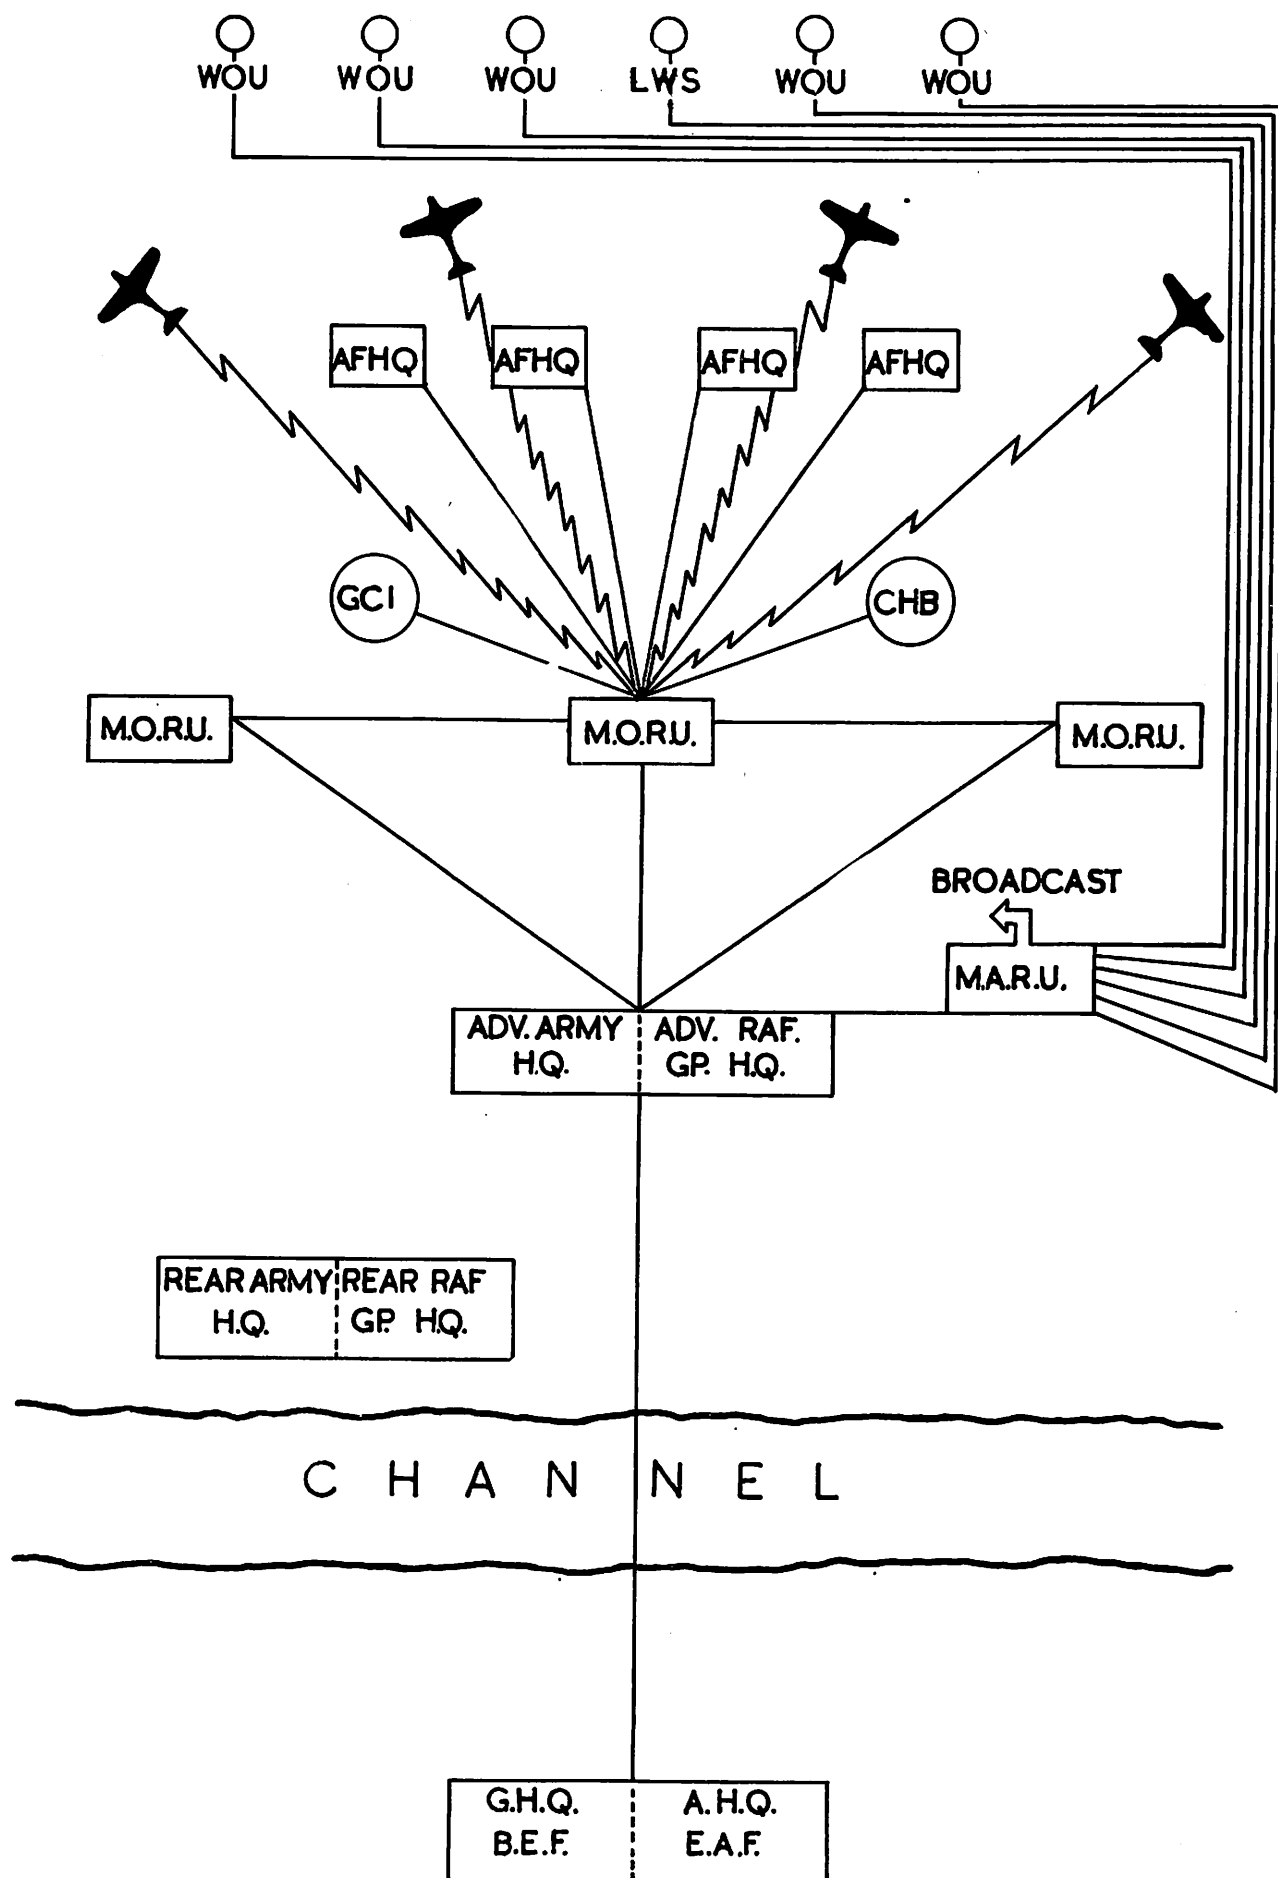 WOU WOU WOU LWS WOU WOU
AFHQ AFHQ AFHQ AFHQ
GCI CHB
M.O.R.U. M.O.R.U. M.O.R.U.
BROADCAST
M.A.R.U.
ADV. ARMY
H.Q.
ADV. RAF.
GP. H.Q.
REAR ARMY
H.Q.
REAR RAF
GP. H.Q.
CHANNEL
G.H.Q.
B.E.F.
A.H.Q.
E.A.F.